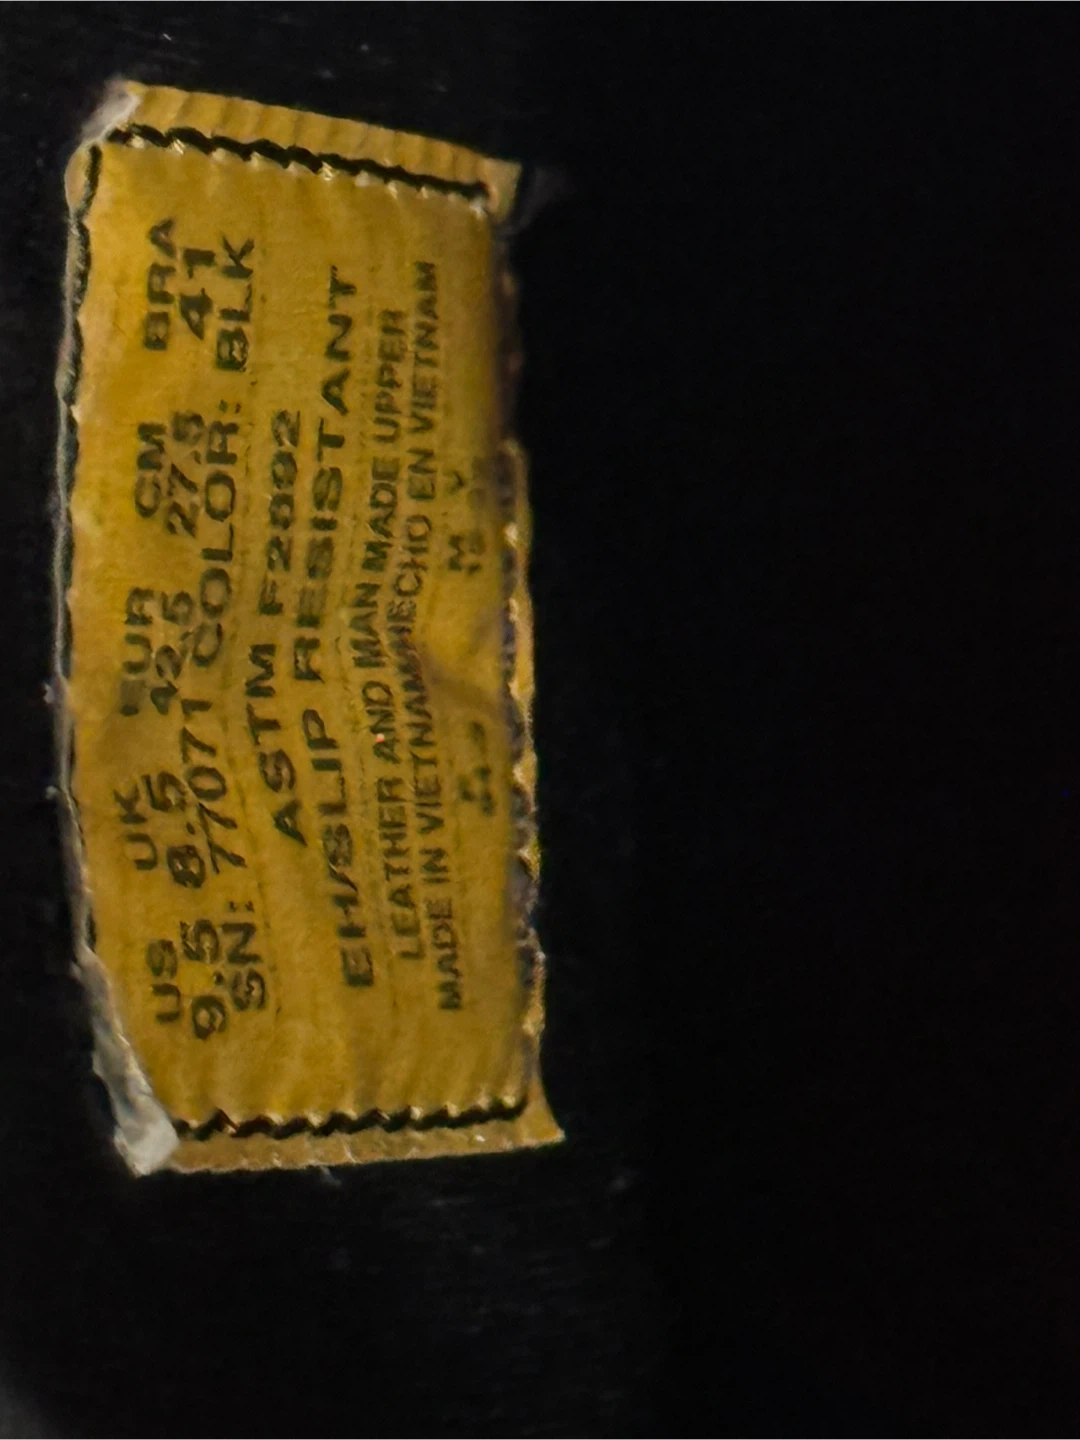 US UK EUR CM BRA
9.5 8.5 42.5 27.5 41
SN: 77071 COLOR: BLK
ASTM F2892
EH/SLIP RESISTANT
LEATHER AND MAN MADE UPPER
MADE IN VIETNAM/HECHO EN VIETNAM